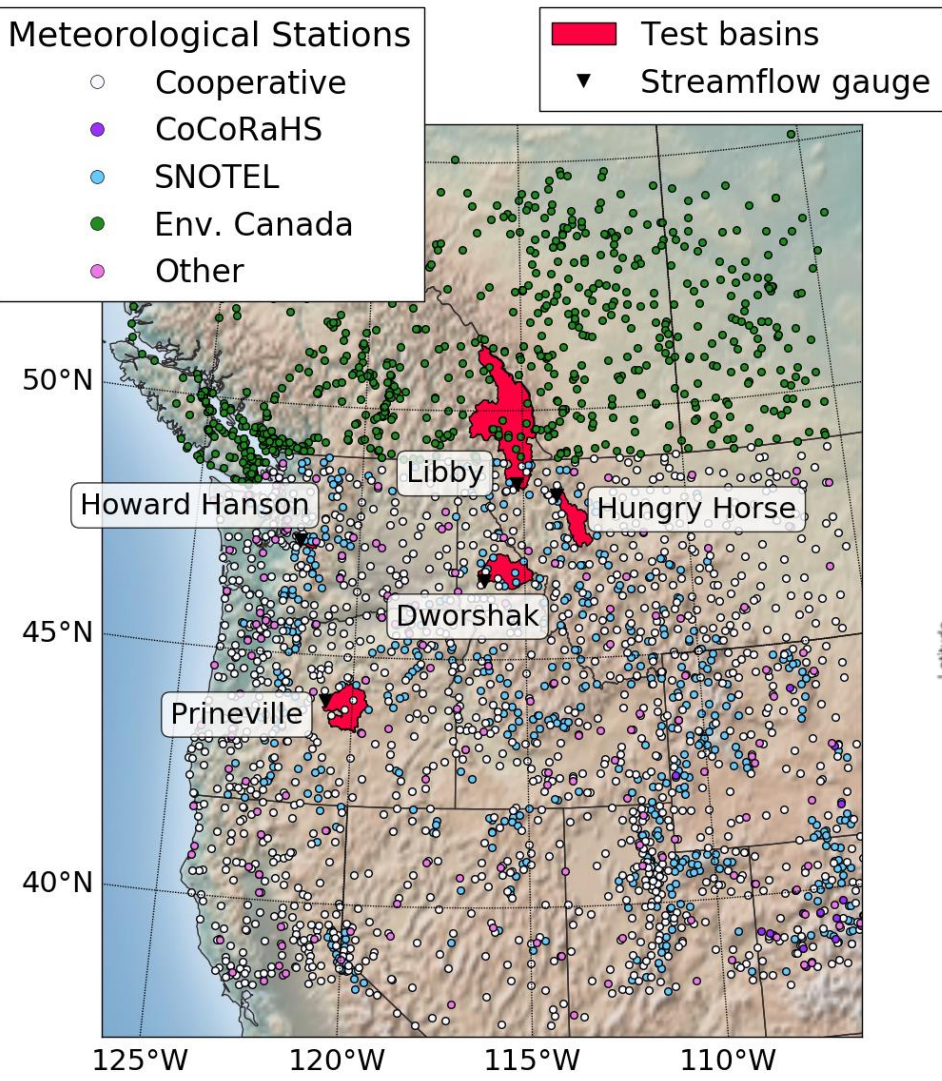 Meteorological Stations
Cooperative
CoCoRaHS
SNOTEL
Env. Canada
Other
Test basins
Streamflow gauge
50°N
Libby
Howard Hanson
Hungry Horse
Dworshak
45°N
Prineville
40°N
125°W
120°W
115°W
110°W